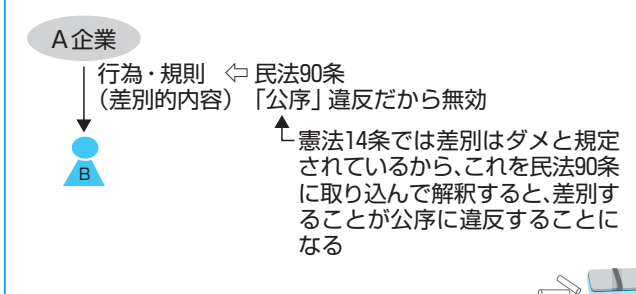 A企業
行為・規則 ⇦ 民法90条
(差別的内容) 「公序」違反だから無効
憲法14条では差別はダメと規定
されているから、これを民法90条
に取り込んで解釈すると、差別す
ることが公序に違反することに
なる
B